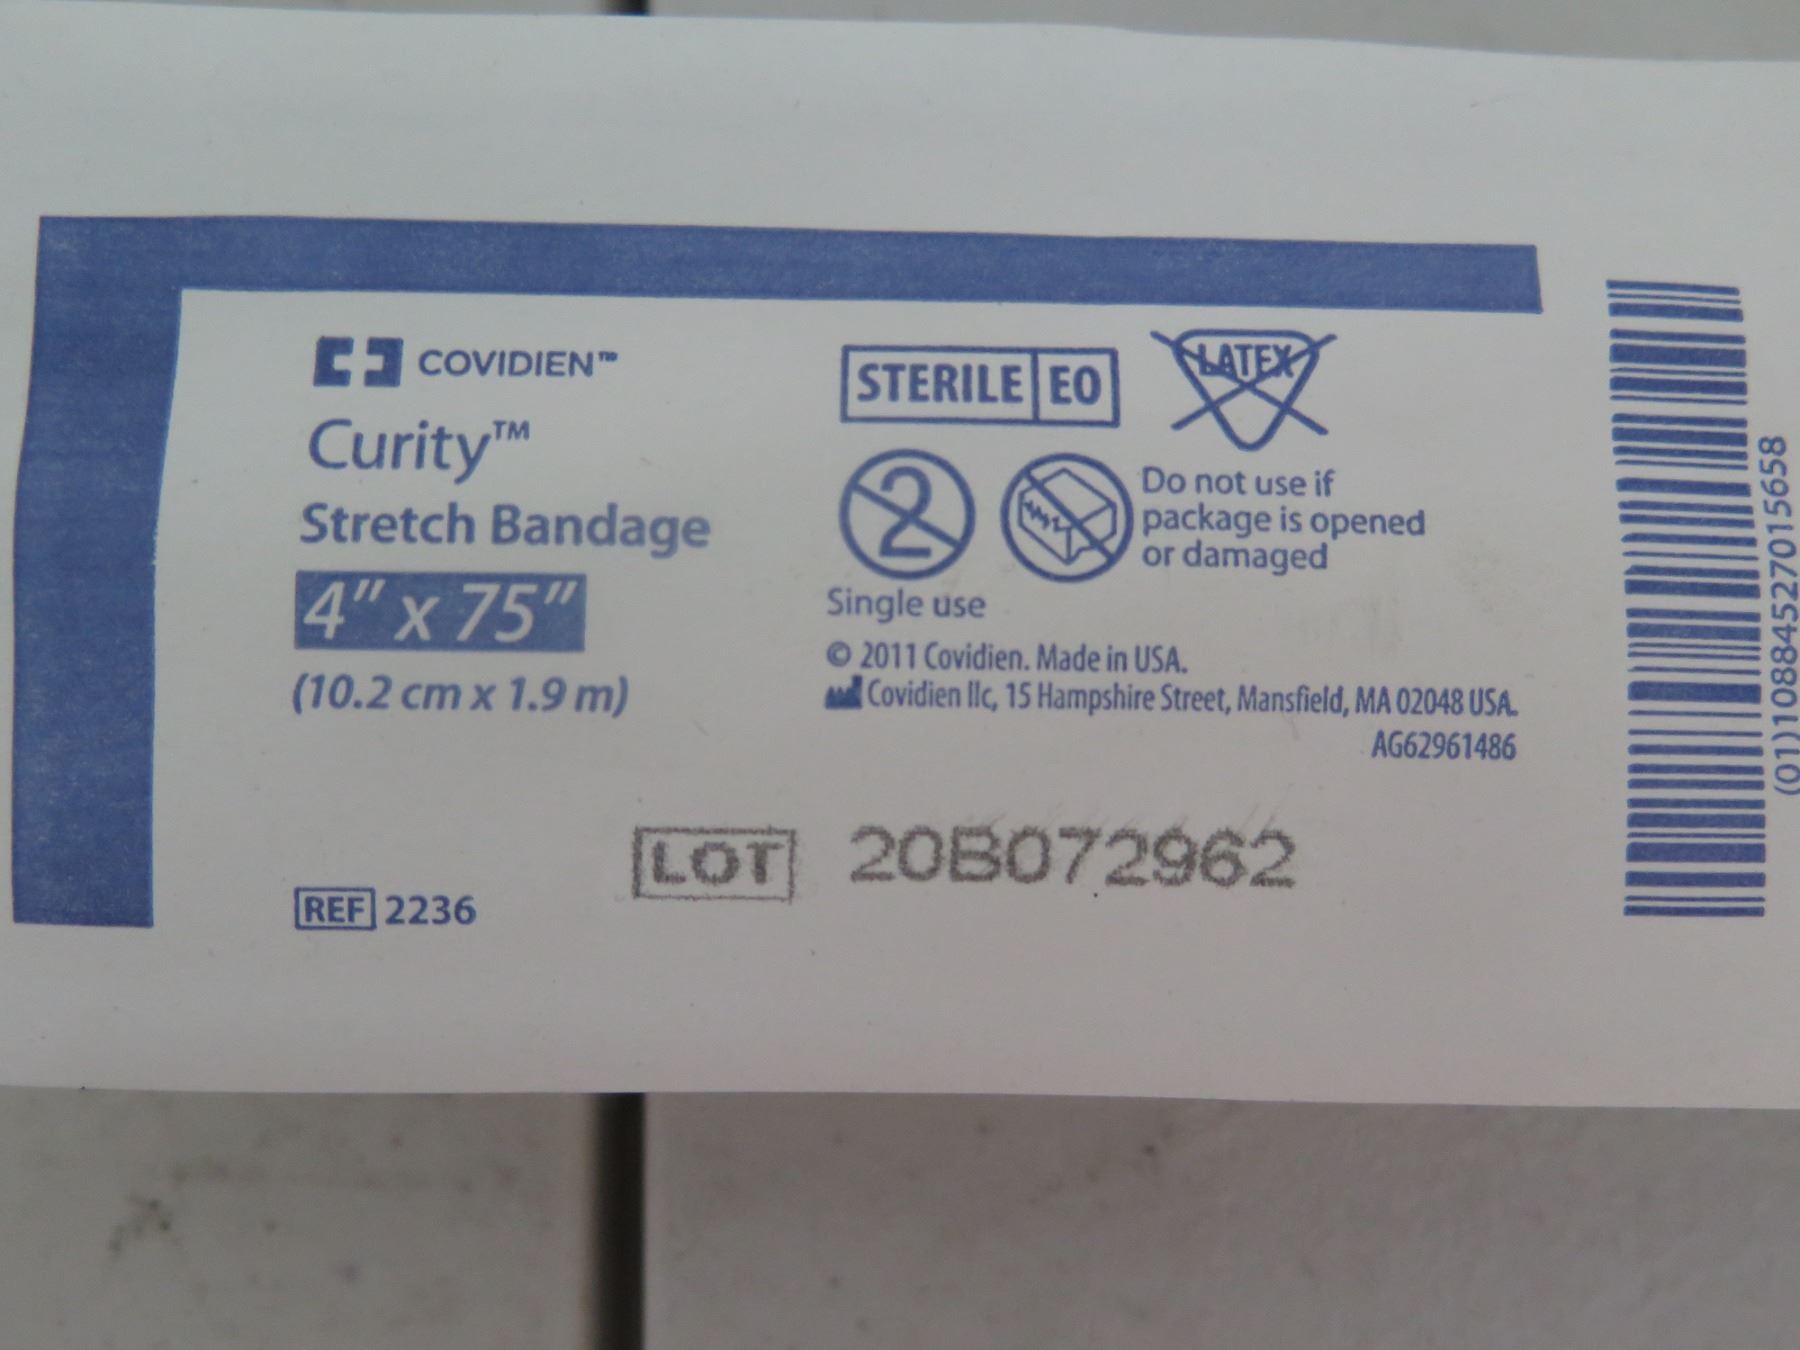 COVIDIEN™
Curity™
Stretch Bandage
4" x 75"
(10.2 cm x 1.9 m)
REF 2236
STERILE EO
LATEX
2
Do not use if
package is opened
or damaged
Single use
© 2011 Covidien. Made in USA.
Covidien llc, 15 Hampshire Street, Mansfield, MA 02048 USA.
AG62961486
LOT 20B072962
(01)10884527015658